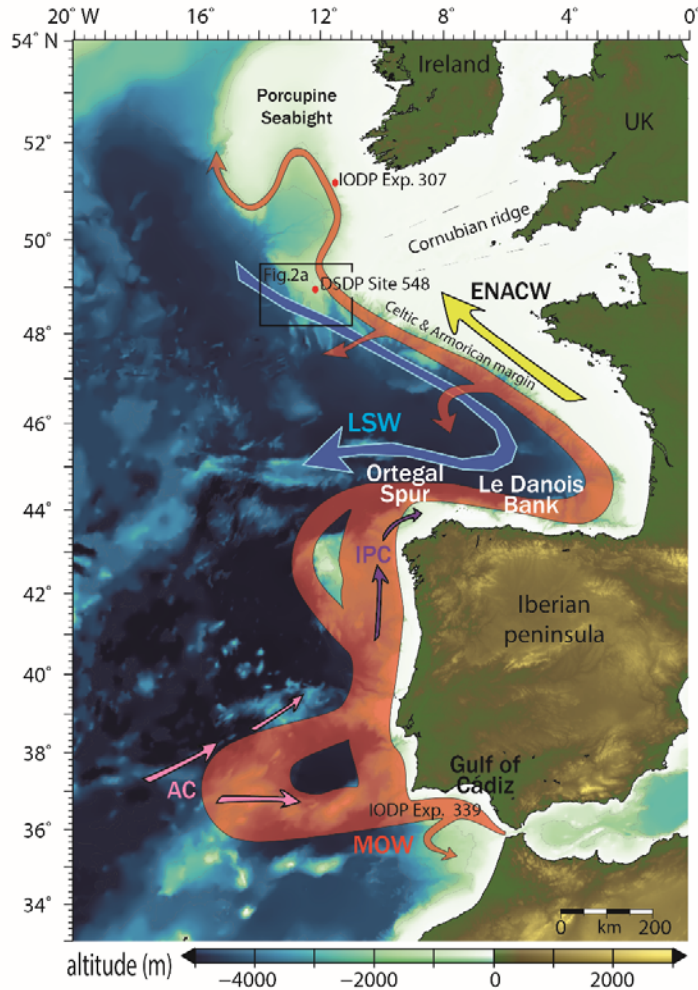 20° W 16° 12° 8° 4° 0°
54° N
Ireland
Porcupine
Seabight
UK
52°
IODP Exp. 307
Cornubian ridge
50°
Fig.2a
DSDP Site 548
ENACW
48°
Celtic & Armorican margin
46°
LSW
Ortegal
Spur
Le Danois
Bank
44°
IPC
42°
Iberian
peninsula
40°
38°
Gulf of
Cádiz
AC
IODP Exp. 339
36°
MOW
34°
0 km 200
altitude (m)
−4000 −2000 0 2000